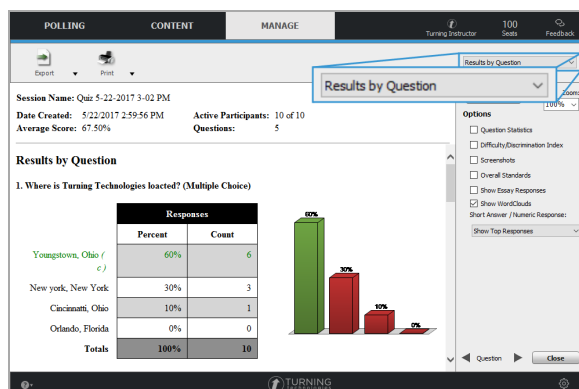 POLLING CONTENT MANAGE
Turning Instructor 100 Seats Feedback
Export Print
Results by Question
Results by Question
Zoom:
100%
Session Name: Quiz 5-22-2017 3-02 PM
Date Created: 5/22/2017 2:59:56 PM Active Participants: 10 of 10
Average Score: 67.50% Questions: 5
Options
Question Statistics
Difficulty/Discrimination Index
Screenshots
Overall Standards
Show Essay Responses
Show WordClouds
Short Answer / Numeric Response:
Show Top Responses
Results by Question
1. Where is Turning Technologies loacted? (Multiple Choice)
Responses
Percent Count
Youngstown, Ohio (c) 60% 6
New york, New York 30% 3
Cincinnati, Ohio 10% 1
Orlando, Florida 0% 0
Totals 100% 10
60%
30%
10%
0%
Question Close
TURNING
TECHNOLOGIES